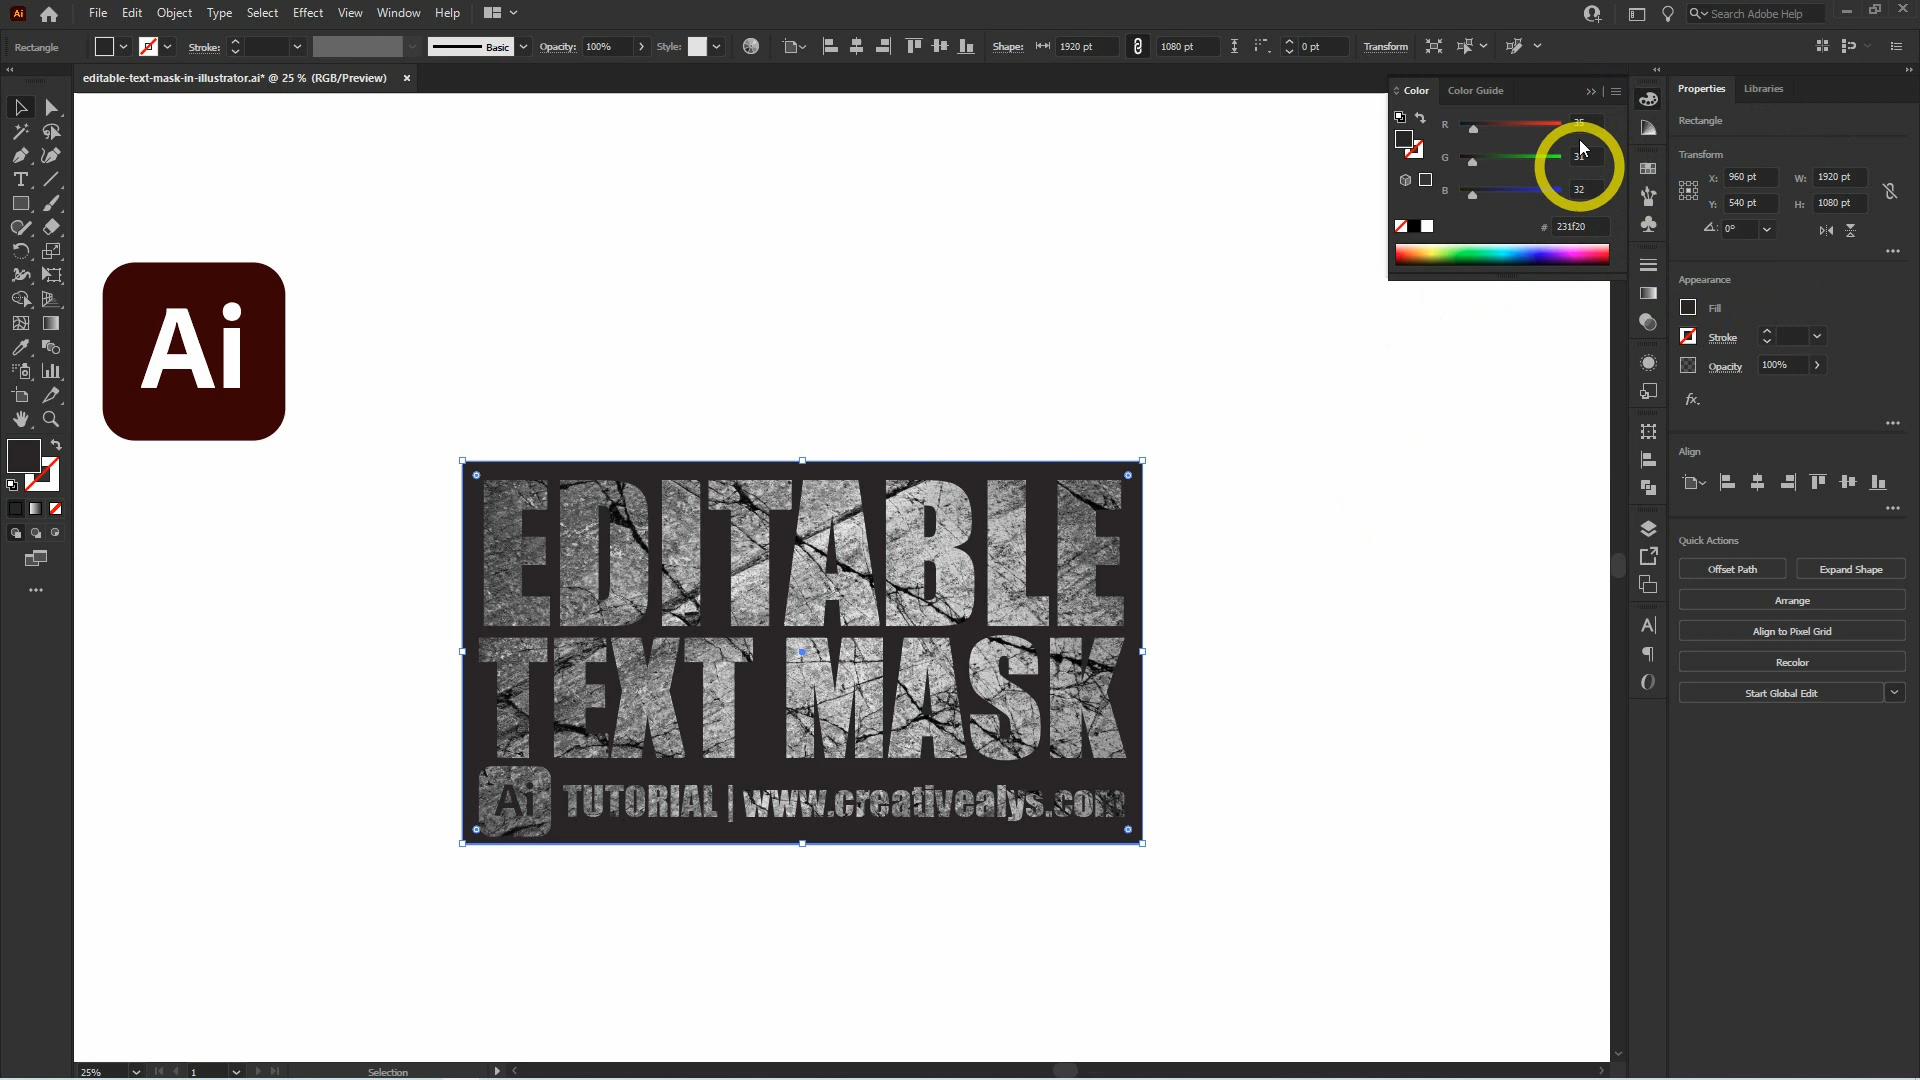 Ai File Edit Object Type Select Effect View Window Help Search Adobe Help
Rectangle Stroke: Basic Opacity: 100% Style: Shape: 1920 pt 1080 pt 0 pt Transform
editable-text-mask-in-illustrator.ai* @ 25 % (RGB/Preview) ×
Color Color Guide
R 35
G 31
B 32
# 231f20
Properties Libraries
Rectangle
Transform
X: 960 pt W: 1920 pt
Y: 540 pt H: 1080 pt
0°
Appearance
Fill
Stroke
Opacity 100%
fx.
Align
Quick Actions
Offset Path Expand Shape
Arrange
Align to Pixel Grid
Recolor
Start Global Edit
Ai
EDITABLE
TEXT MASK
Ai TUTORIAL | www.creativealys.com
25% 1 Selection